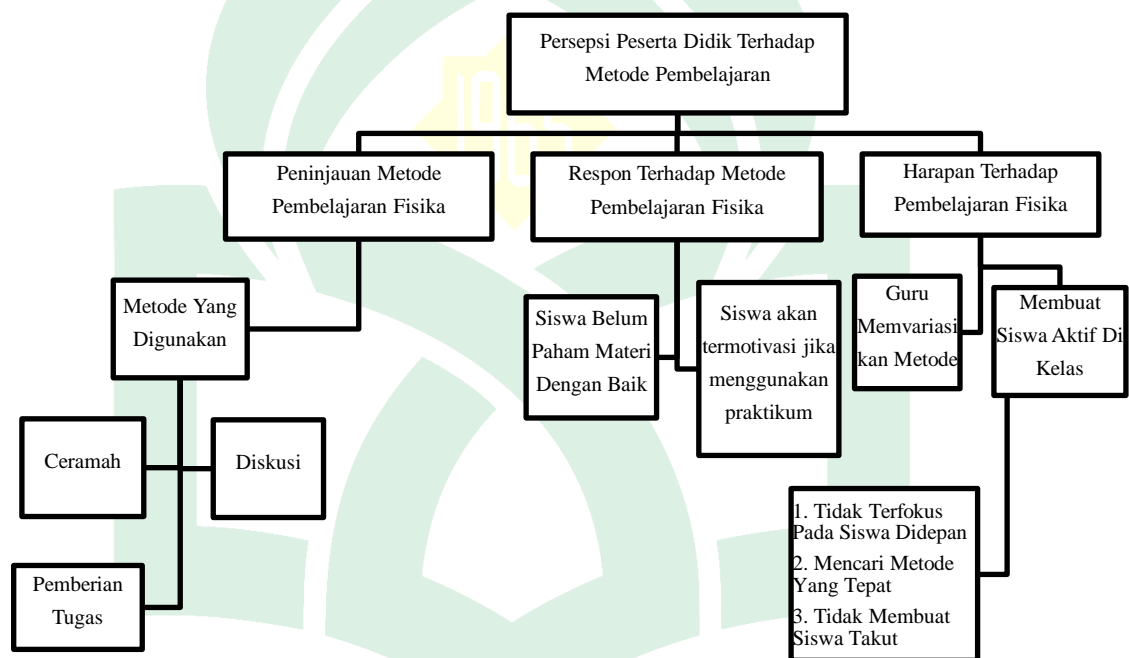 Persepsi Peserta Didik Terhadap
Metode Pembelajaran
Peninjauan Metode
Pembelajaran Fisika
Respon Terhadap Metode
Pembelajaran Fisika
Harapan Terhadap
Pembelajaran Fisika
Metode Yang
Digunakan
Siswa Belum
Paham Materi
Dengan Baik
Siswa akan
termotivasi jika
menggunakan
praktikum
Guru
Memvariasi
kan Metode
Membuat
Siswa Aktif Di
Kelas
Ceramah
Diskusi
Pemberian
Tugas
1. Tidak Terfokus
Pada Siswa Didepan
2. Mencari Metode
Yang Tepat
3. Tidak Membuat
Siswa Takut